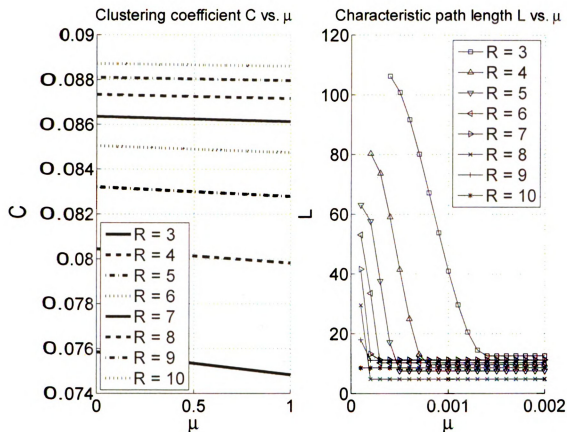 Clustering coefficient C vs. μ
0.09
0.088
0.086
0.084
0.082
0.08
0.078
0.076
0.074
C
0
0.5
1
μ
R = 3
R = 4
R = 5
R = 6
R = 7
R = 8
R = 9
R = 10
Characteristic path length L vs. μ
120
100
80
60
40
20
0
L
0
0.001
0.002
μ
R = 3
R = 4
R = 5
R = 6
R = 7
R = 8
R = 9
R = 10